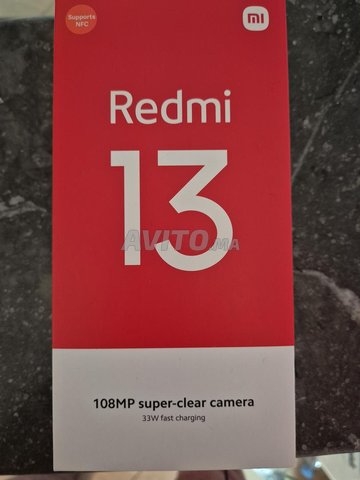 Supports
NFC
mi
Redmi
13
AVITO.MA
108MP super-clear camera
33W fast charging